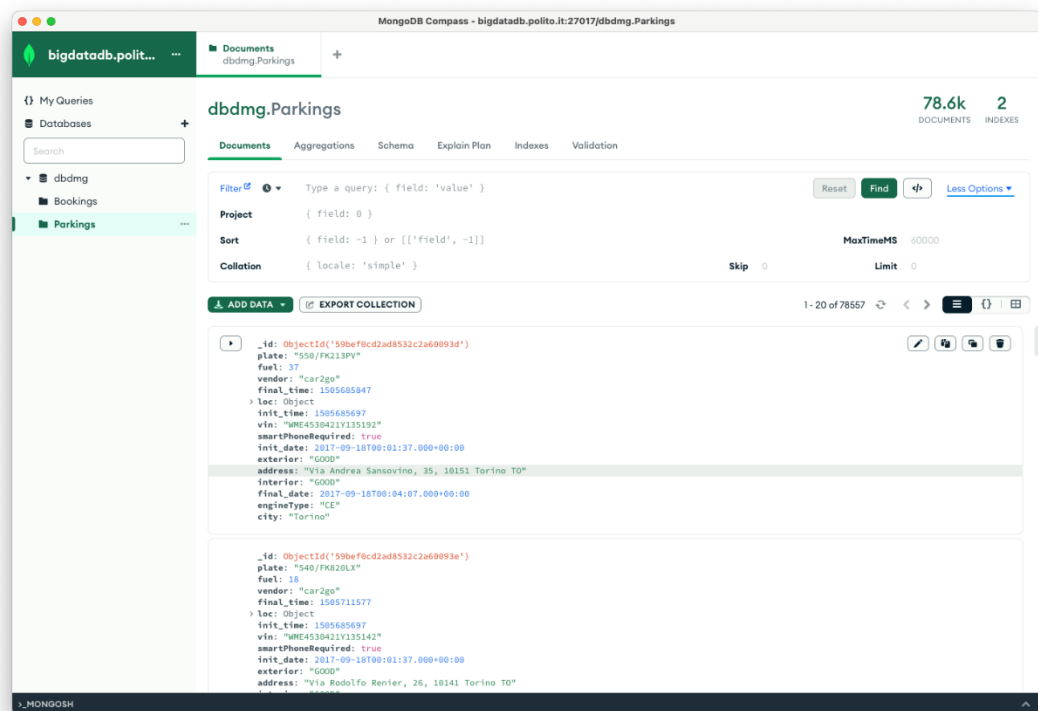 MongoDB Compass - bigdatadb.polito.it:27017/dbdmg.Parkings
bigdatadb.polit... ...
Documents
dbdmg.Parkings
+
{} My Queries
Databases +
Search
dbdmg
Bookings
Parkings ...
dbdmg.Parkings
78.6k
DOCUMENTS
2
INDEXES
Documents Aggregations Schema Explain Plan Indexes Validation
Filter Type a query: { field: 'value' } Reset Find </> Less Options
Project { field: 0 }
Sort { field: -1 } or [['field', -1]] MaxTimeMS 60000
Collation { locale: 'simple' } Skip 0 Limit 0
ADD DATA EXPORT COLLECTION 1 - 20 of 78557 {}
_id: ObjectId('59bef0cd2ad8532c2a60093d')
plate: "550/FK213PV"
fuel: 37
vendor: "car2go"
final_time: 1505685847
> loc: Object
init_time: 1505685697
vin: "WME4530421Y135192"
smartPhoneRequired: true
init_date: 2017-09-18T00:01:37.000+00:00
exterior: "GOOD"
address: "Via Andrea Sansovino, 35, 10151 Torino TO"
interior: "GOOD"
final_date: 2017-09-18T00:04:07.000+00:00
engineType: "CE"
city: "Torino"
_id: ObjectId('59bef0cd2ad8532c2a60093e')
plate: "540/FK820LX"
fuel: 18
vendor: "car2go"
final_time: 1505711577
> loc: Object
init_time: 1505685697
vin: "WME4530421Y135142"
smartPhoneRequired: true
init_date: 2017-09-18T00:01:37.000+00:00
exterior: "GOOD"
address: "Via Rodolfo Renier, 26, 10141 Torino TO"
>_MONGOSH